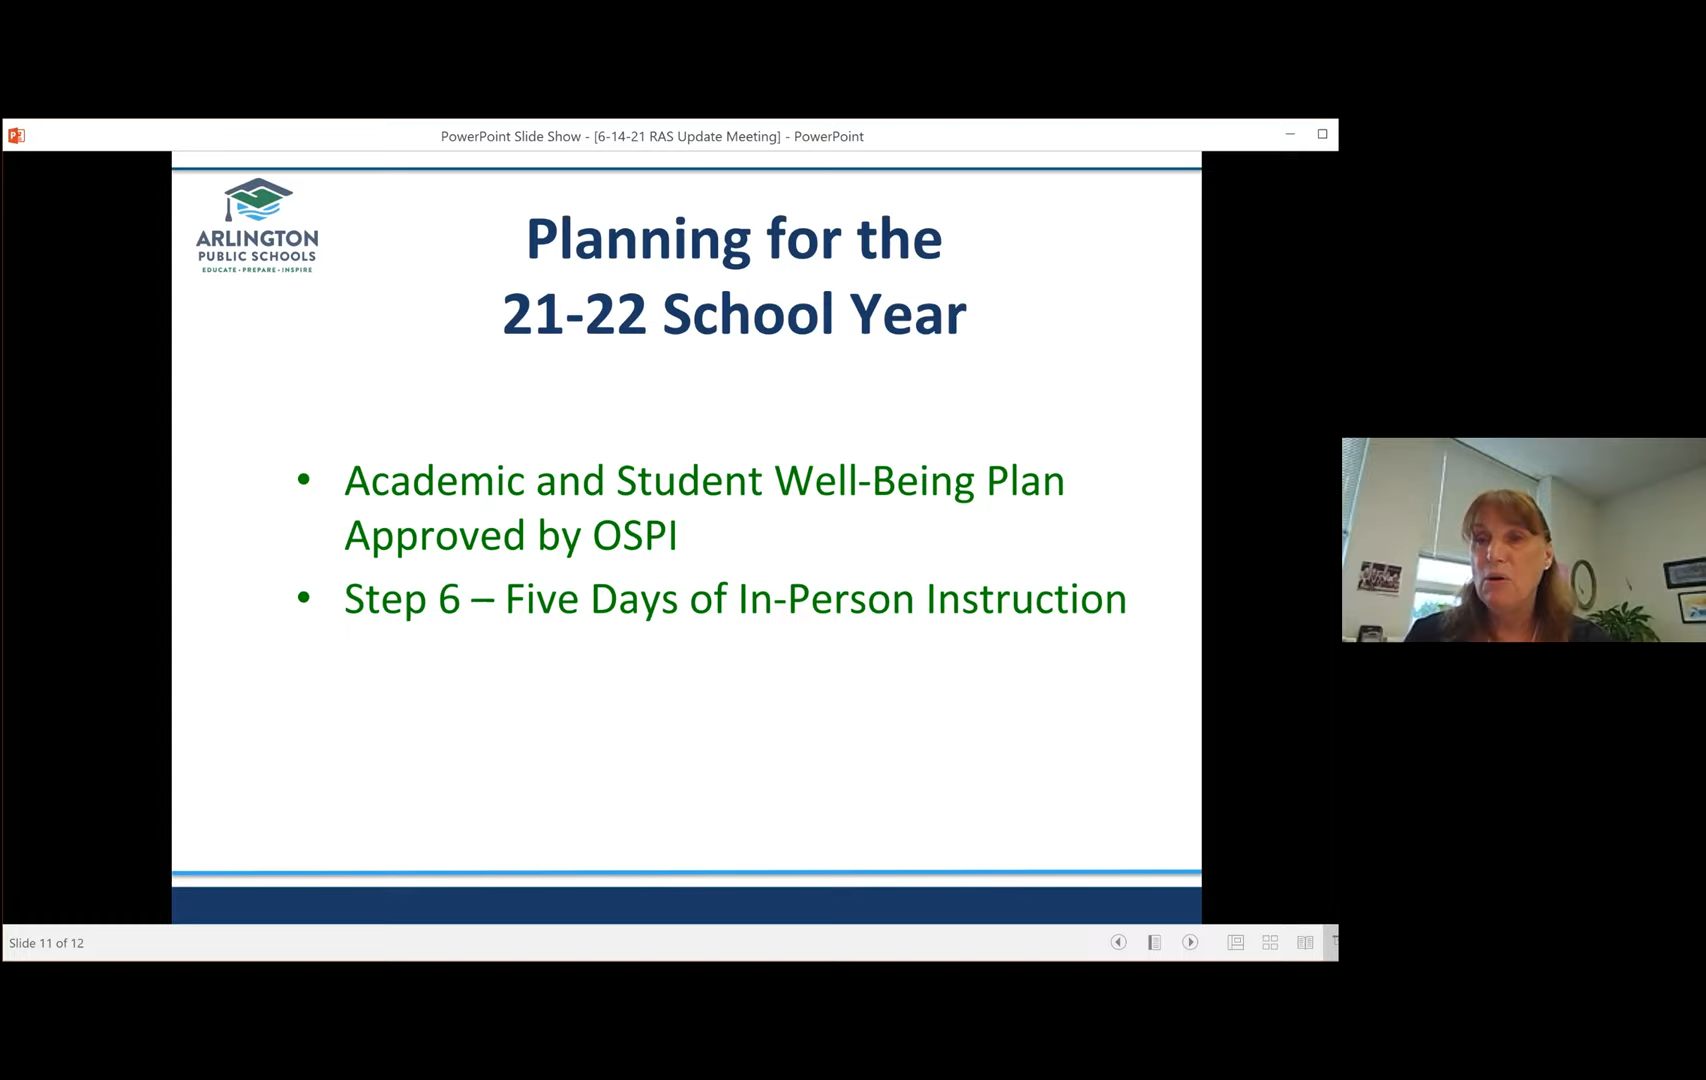 PowerPoint Slide Show - [6-14-21 RAS Update Meeting] - PowerPoint
ARLINGTON
PUBLIC SCHOOLS
EDUCATE • PREPARE • INSPIRE
Planning for the
21-22 School Year
• Academic and Student Well-Being Plan
Approved by OSPI
• Step 6 – Five Days of In-Person Instruction
Slide 11 of 12